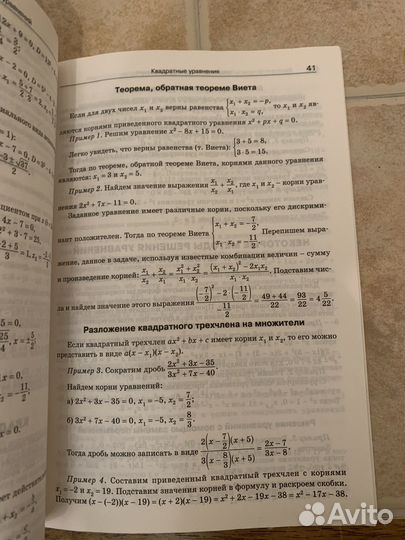 Квадратные уравнения 41
Теорема, обратная теореме Виета
Если для двух чисел x₁ и x₂ верны равенства {x₁ + x₂ = −p, x₁ · x₂ = q, то x₁ и x₂ яв-
ляются корнями приведенного квадратного уравнения x² + px + q = 0.
Пример 1. Решим уравнение x² − 8x + 15 = 0.
Легко увидеть, что верны равенства (т. Виета): {3 + 5 = 8, 3 · 5 = 15.
Тогда по теореме, обратной теореме Виета, корнями данного уравнения
являются: x₁ = 3 и x₂ = 5.
Пример 2. Найдем значение выражения x₁/x₂ + x₂/x₁, где x₁ и x₂ – корни урав-
нения 2x² + 7x − 11 = 0.
Заданное уравнение имеет различные корни, поскольку его дискрими-
нант положителен. Тогда по теореме Виета {x₁ + x₂ = −7/2, x₁ · x₂ = −11/2. Перепишем выра-
жение, данное в задаче, используя известные комбинации величин – сумму
и произведение корней: x₁/x₂ + x₂/x₁ = (x₁² + x₂²)/(x₁ · x₂) = ((x₁ + x₂)² − 2x₁x₂)/(x₁ · x₂). Подставим чис-
ла и найдем значение этого выражения ((−7/2)² − 2 · (−11/2))/(−11/2) = (49 + 44)/22 = 93/22 = 4 5/22.
Разложение квадратного трехчлена на множители
Если квадратный трехчлен ax² + bx + c имеет корни x₁ и x₂, то его можно
представить в виде a(x − x₁)(x − x₂).
Пример 3. Сократим дробь (2x² + 3x − 35)/(3x² + 7x − 40).
Найдем корни уравнений:
а) 2x² + 3x − 35 = 0, x₁ = −5, x₂ = 7/2;
б) 3x² + 7x − 40 = 0, x₁ = −5, x₂ = 8/3.
Тогда дробь можно записать в виде 2(x − 7/2)(x + 5)/3(x − 8/3)(x + 5) = (2x − 7)/(3x − 8).
Пример 4. Составим приведенный квадратный трехчлен с корнями
x₁ = −2 и x₂ = 19. Подставим значения корней в формулу и раскроем скобки.
Получим (x − (−2))(x − 19) = (x + 2)(x − 19) = x² + 2x − 19x − 38 = x² − 17x − 38.
Avito